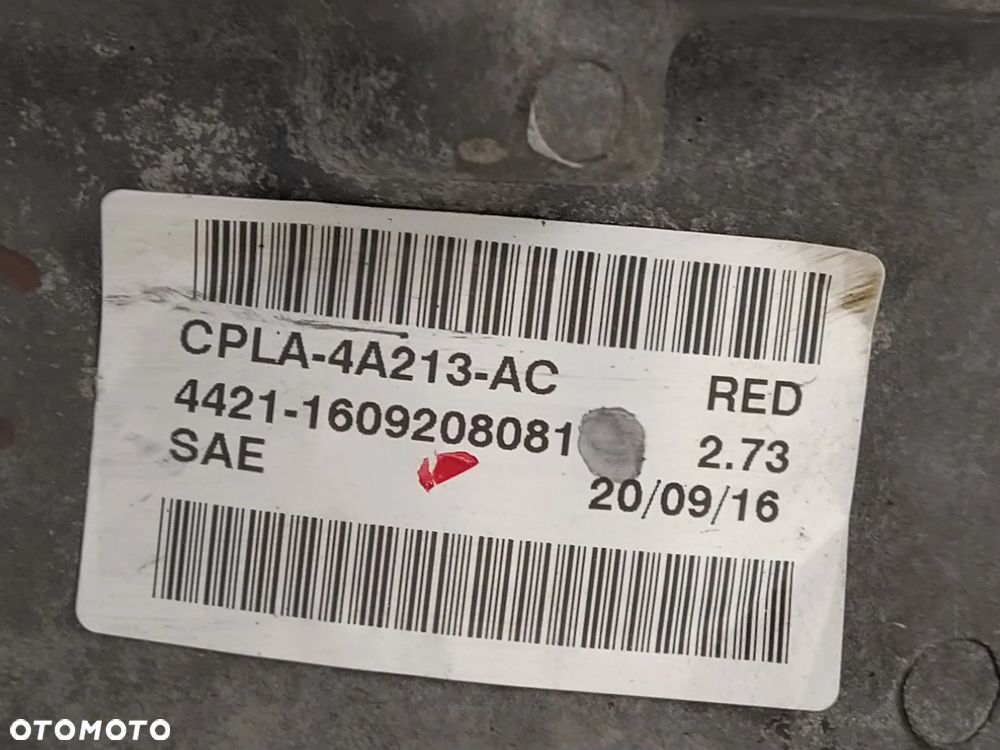 CPLA-4A213-AC RED
4421-1609208081 2.73
SAE 20/09/16
OTOMOTO